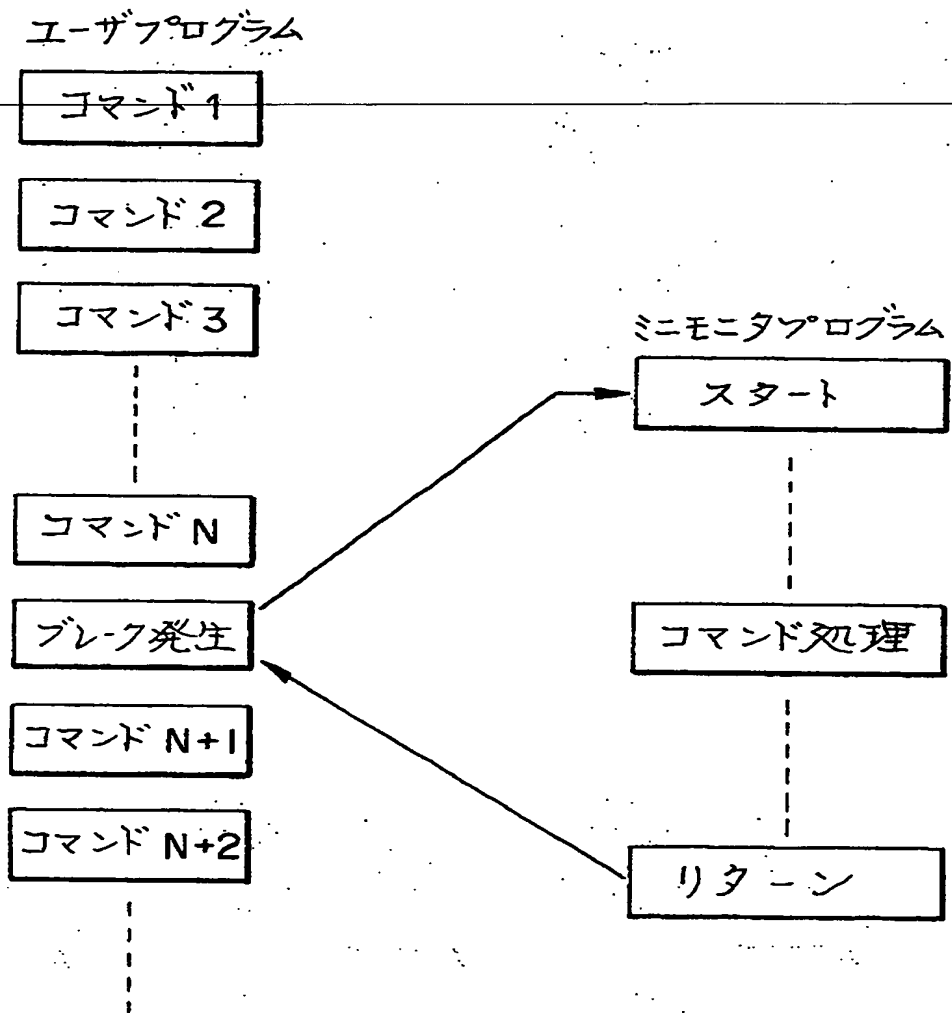 ユーザプログラム
コマンド 1
コマンド 2
コマンド 3
コマンド N
ブレーク発生
コマンド N+1
コマンド N+2
ミニモニタプログラム
スタート
コマンド処理
リターン